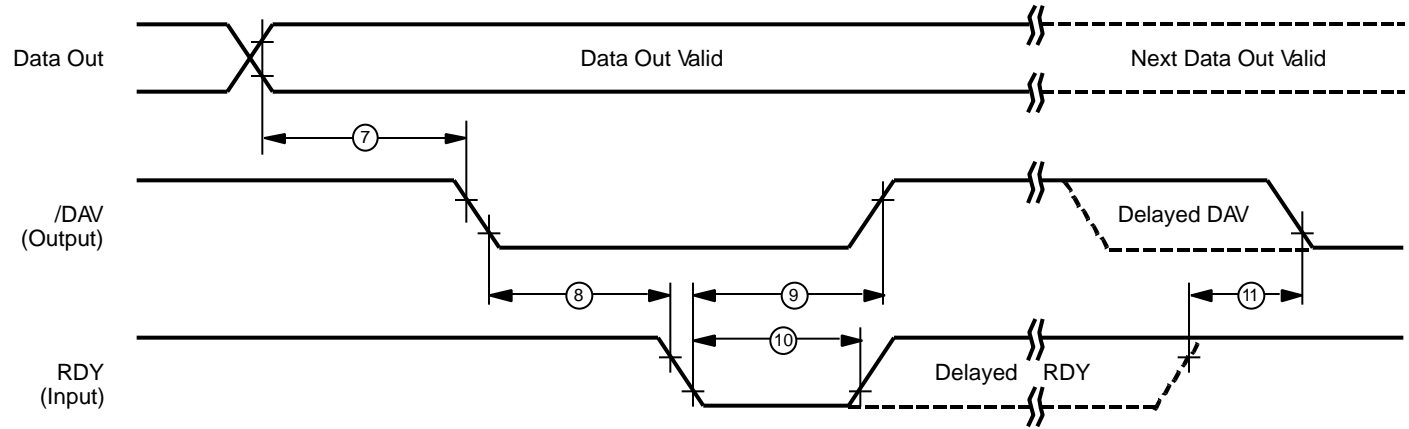 Data Out
Data Out Valid
Next Data Out Valid
7
/DAV
(Output)
Delayed DAV
8
9
11
10
RDY
(Input)
Delayed RDY